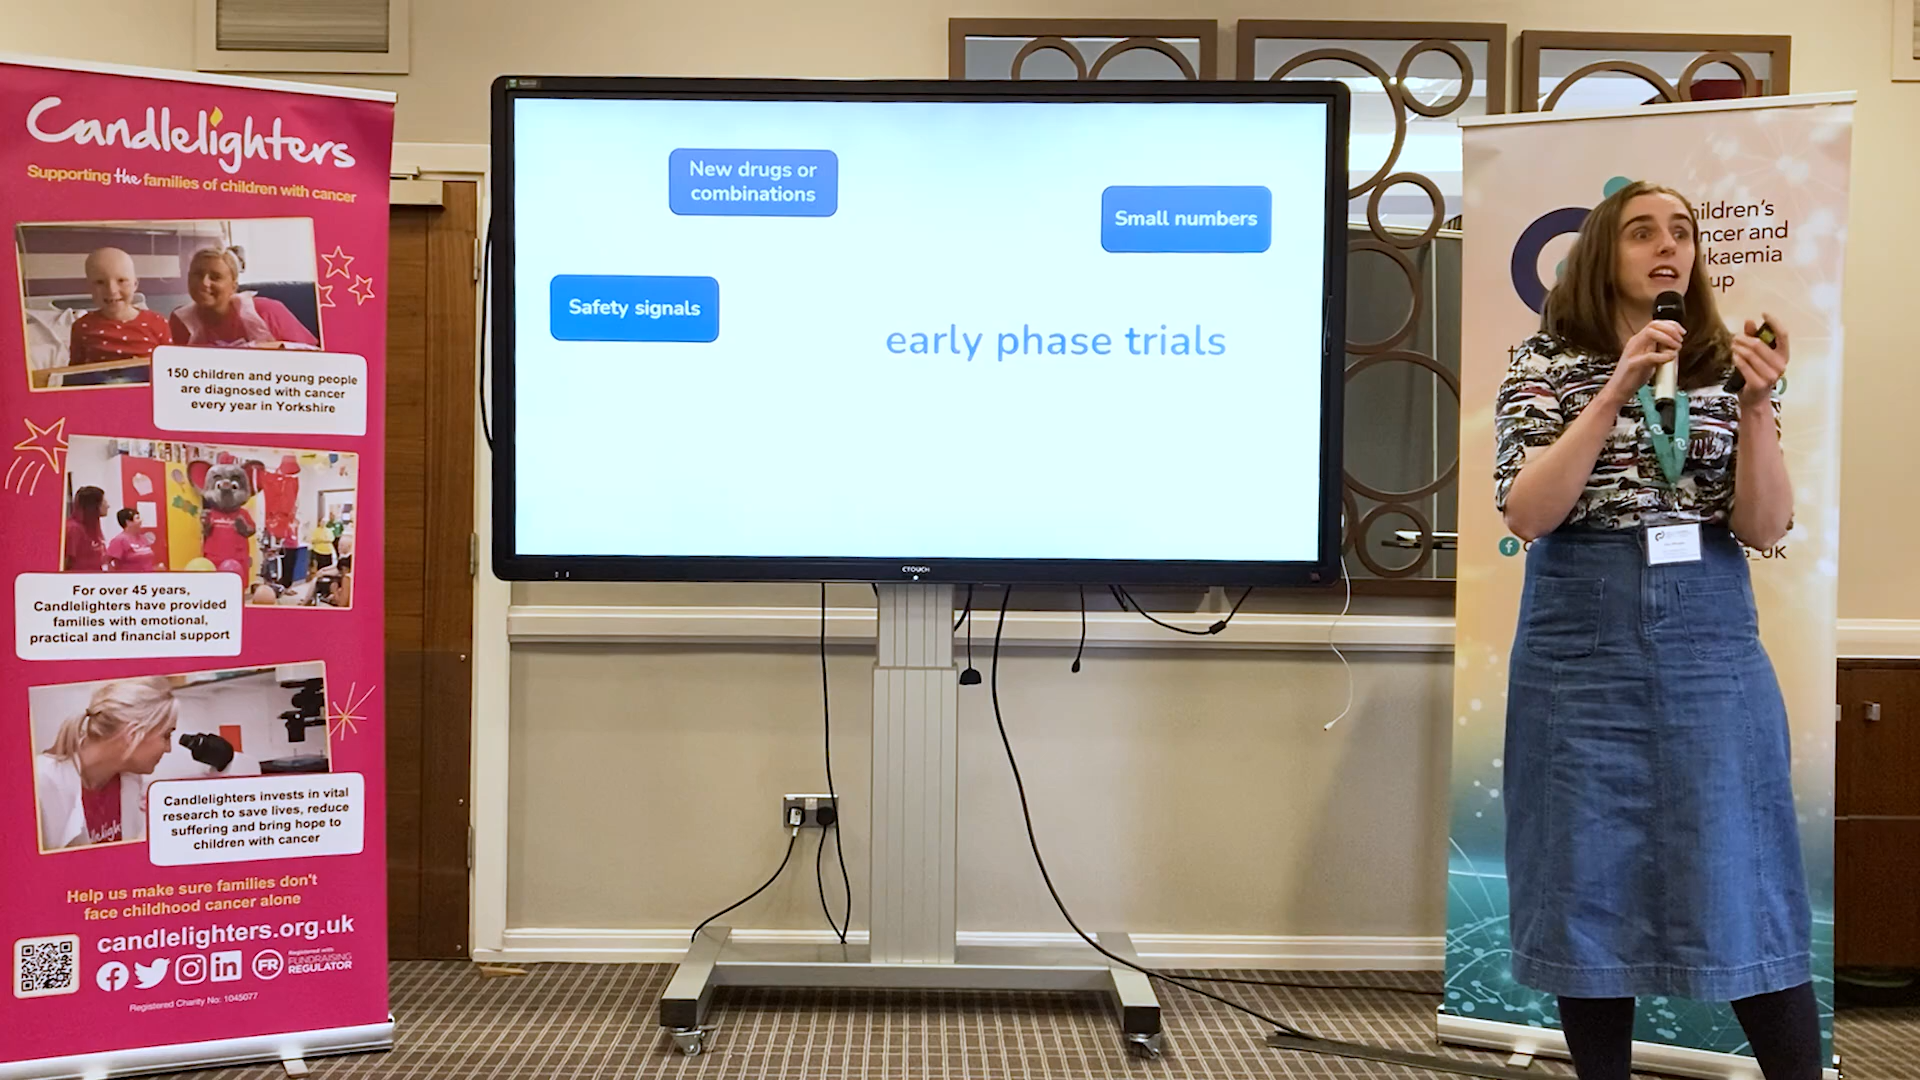 Candlelighters
Supporting the families of children with cancer
150 children and young people
are diagnosed with cancer
every year in Yorkshire
For over 45 years,
Candlelighters have provided
families with emotional,
practical and financial support
Candlelighters invests in vital
research to save lives, reduce
suffering and bring hope to
children with cancer
Help us make sure families don't
face childhood cancer alone
candlelighters.org.uk
FR
Registered with
FUNDRAISING
REGULATOR
Registered Charity No: 1045077
New drugs or
combinations
Small numbers
Safety signals
early phase trials
CTOUCH
ildren's
ncer and
kaemia
up
_UK